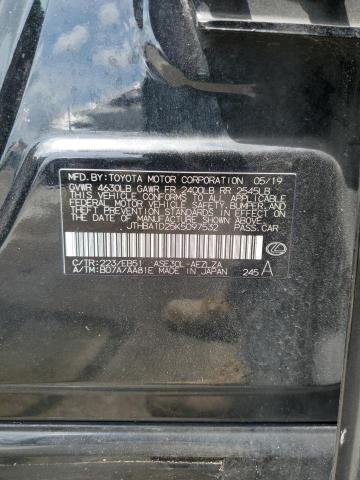 MFD. BY: TOYOTA MOTOR CORPORATION 05/19
GVWR 4630LB GAWR FR 2400LB RR 2545LB
THIS VEHICLE CONFORMS TO ALL APPLICABLE
FEDERAL MOTOR VEHICLE SAFETY, BUMPER, AND
THEFT PREVENTION STANDARDS IN EFFECT ON THE
DATE OF MANUFACTURE SHOWN ABOVE.
JTHBA1D25K5097532 PASS.CAR
C/TR:223/EB51 ASE30L-AEZLZA
A/TM:B07A/AA81E MADE IN JAPAN 245 A